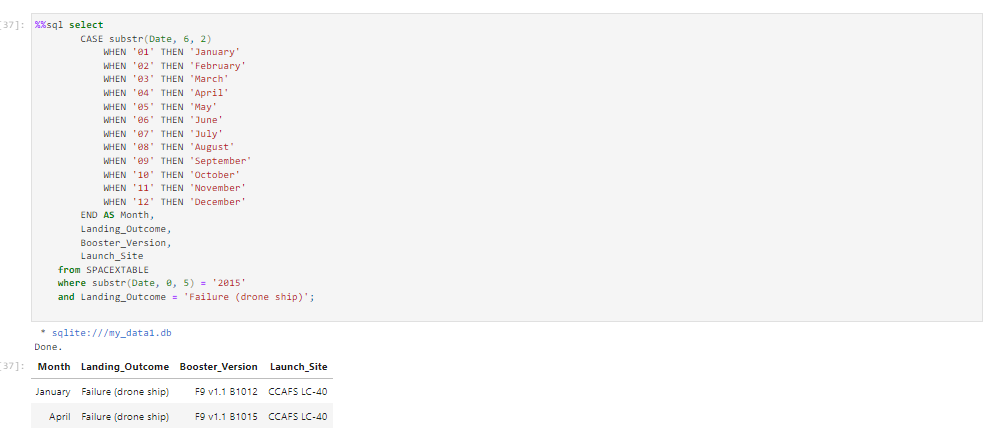 [37]: %%sql select
CASE substr(Date, 6, 2)
WHEN '01' THEN 'January'
WHEN '02' THEN 'February'
WHEN '03' THEN 'March'
WHEN '04' THEN 'April'
WHEN '05' THEN 'May'
WHEN '06' THEN 'June'
WHEN '07' THEN 'July'
WHEN '08' THEN 'August'
WHEN '09' THEN 'September'
WHEN '10' THEN 'October'
WHEN '11' THEN 'November'
WHEN '12' THEN 'December'
END AS Month,
Landing_Outcome,
Booster_Version,
Launch_Site
from SPACEXTABLE
where substr(Date, 0, 5) = '2015'
and Landing_Outcome = 'Failure (drone ship)';
* sqlite:///my_data1.db
Done.
[37]: Month Landing_Outcome Booster_Version Launch_Site
January Failure (drone ship) F9 v1.1 B1012 CCAFS LC-40
April Failure (drone ship) F9 v1.1 B1015 CCAFS LC-40